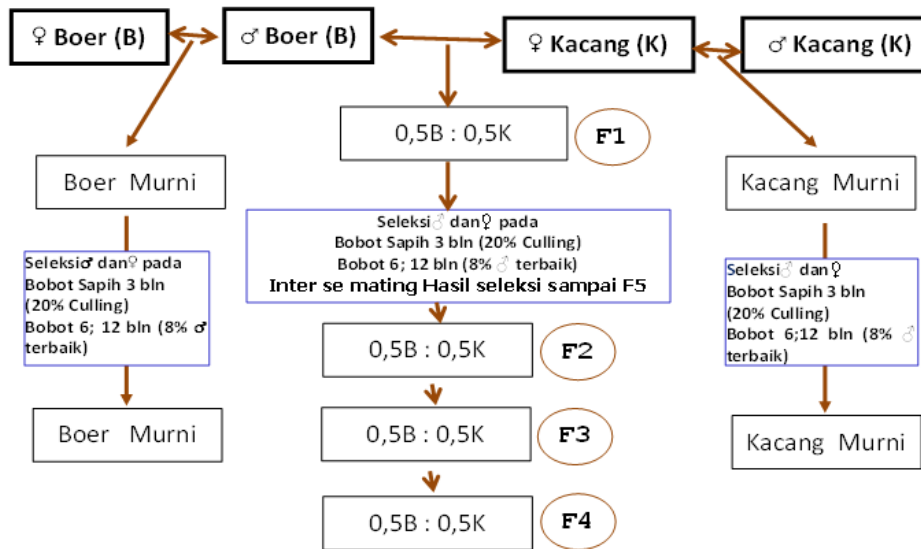 ♀ Boer (B)
♂ Boer (B)
♀ Kacang (K)
♂ Kacang (K)
0,5B : 0,5K
F1
Boer Murni
Kacang Murni
Seleksi♂ dan♀ pada
Bobot Sapih 3 bln (20% Culling)
Bobot 6; 12 bln (8% ♂ terbaik)
Inter se mating Hasil seleksi sampai F5
Seleksi♂ dan♀ pada
Bobot Sapih 3 bln
(20% Culling)
Bobot 6; 12 bln (8% ♂
terbaik)
Seleksi♂ dan♀
Bobot Sapih 3 bln
(20% Culling)
Bobot 6;12 bln (8% ♂
terbaik)
0,5B : 0,5K
F2
Boer Murni
0,5B : 0,5K
F3
Kacang Murni
0,5B : 0,5K
F4